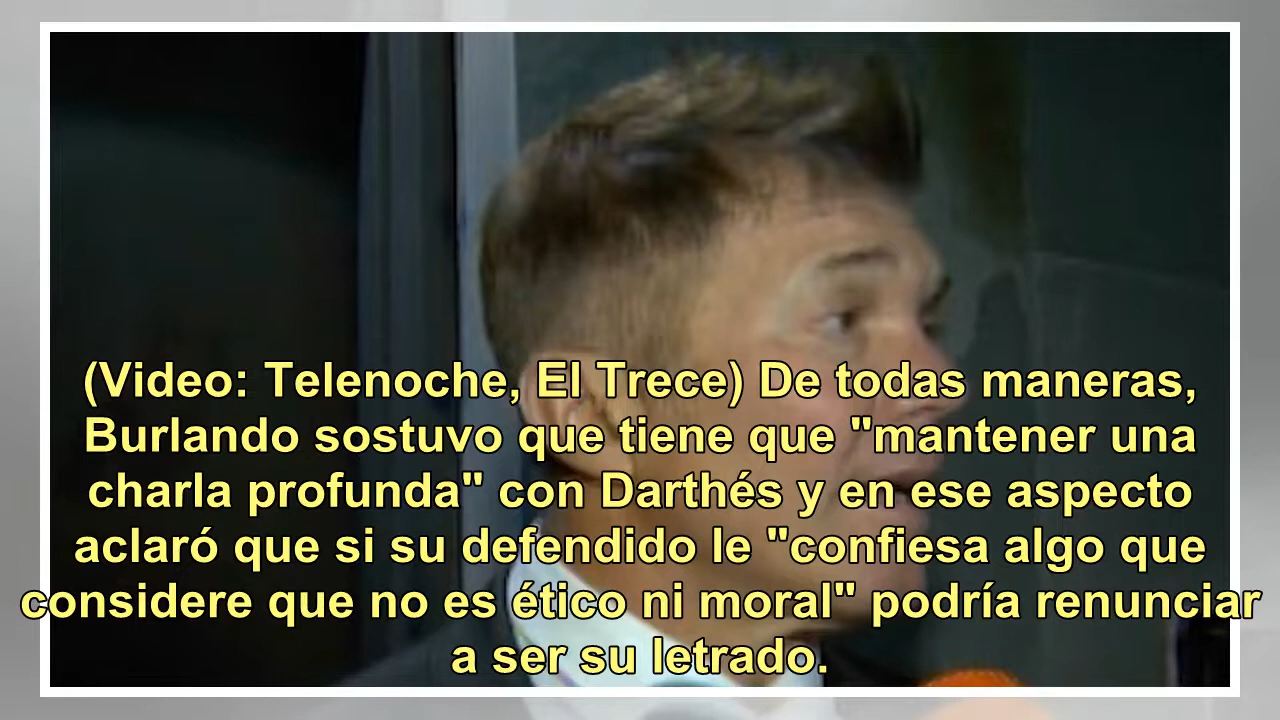 (Video: Telenoche, El Trece) De todas maneras,
Burlando sostuvo que tiene que "mantener una
charla profunda" con Darthés y en ese aspecto
aclaró que si su defendido le "confiesa algo que
considere que no es ético ni moral" podría renunciar
a ser su letrado.